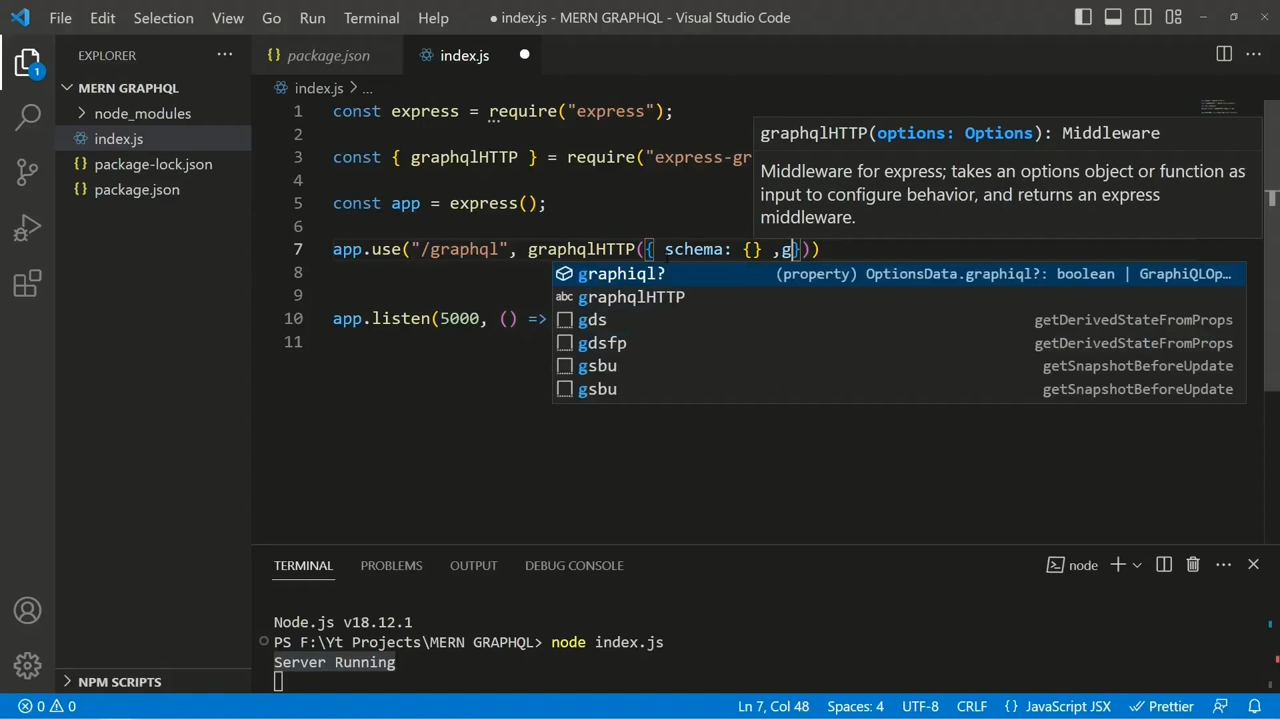 File Edit Selection View Go Run Terminal Help
● index.js - MERN GRAPHQL - Visual Studio Code
EXPLORER
package.json
index.js
MERN GRAPHQL
node_modules
index.js
package-lock.json
package.json
NPM SCRIPTS
1
index.js > ...
1 const express = require("express");
2
3 const { graphqlHTTP } = require("express-gr
4
5 const app = express();
6
7 app.use("/graphql", graphqlHTTP({ schema: {} ,g}))
8
9
10 app.listen(5000, () =>
11
graphqlHTTP(options: Options): Middleware
Middleware for express; takes an options object or function as
input to configure behavior, and returns an express
middleware.
graphiql? (property) OptionsData.graphiql?: boolean | GraphiQLOp…
abc graphqlHTTP
gds getDerivedStateFromProps
gdsfp getDerivedStateFromProps
gsbu getSnapshotBeforeUpdate
gsbu getSnapshotBeforeUpdate
TERMINAL PROBLEMS OUTPUT DEBUG CONSOLE
node
Node.js v18.12.1
PS F:\Yt Projects\MERN GRAPHQL> node index.js
Server Running
0 0
Ln 7, Col 48 Spaces: 4 UTF-8 CRLF {} JavaScript JSX Prettier